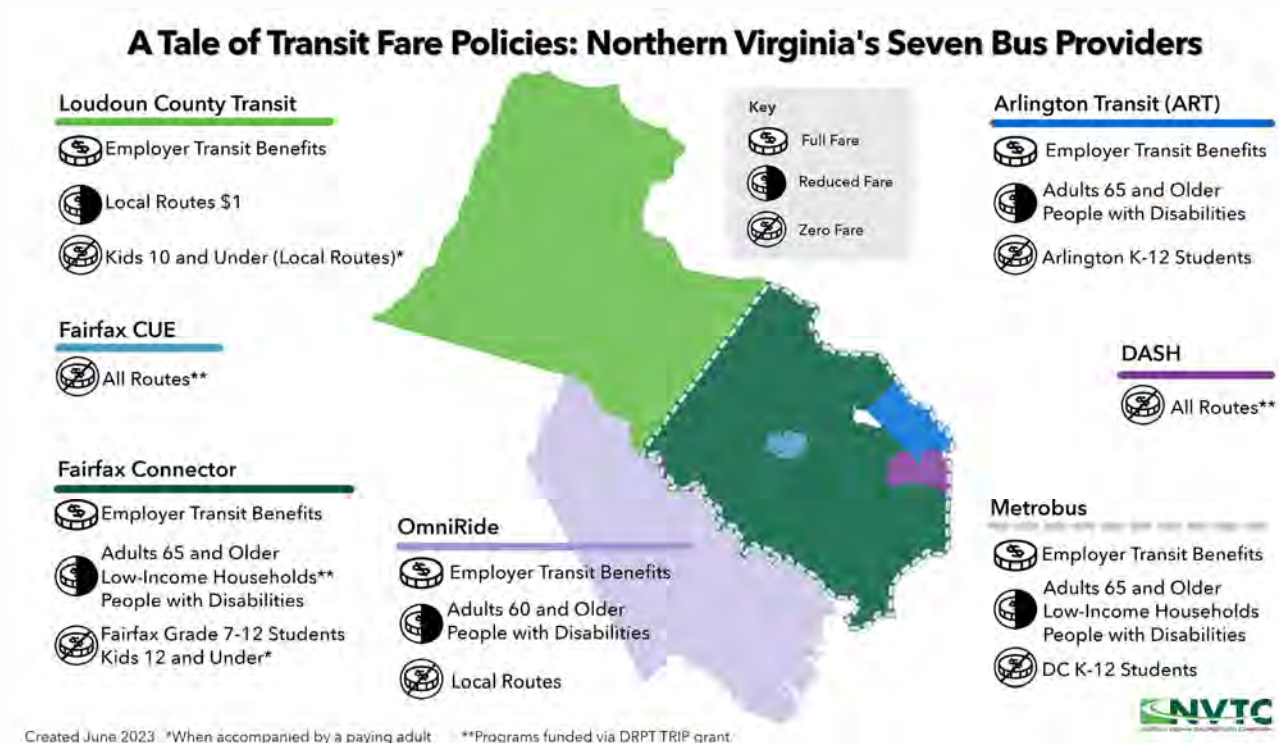 A Tale of Transit Fare Policies: Northern Virginia's Seven Bus Providers
Loudoun County Transit
Employer Transit Benefits
Local Routes $1
Kids 10 and Under (Local Routes)*
Fairfax CUE
All Routes**
Fairfax Connector
Employer Transit Benefits
Adults 65 and Older
Low-Income Households**
People with Disabilities
Fairfax Grade 7-12 Students
Kids 12 and Under*
OmniRide
Employer Transit Benefits
Adults 60 and Older
People with Disabilities
Local Routes
Key
Full Fare
Reduced Fare
Zero Fare
Arlington Transit (ART)
Employer Transit Benefits
Adults 65 and Older
People with Disabilities
Arlington K-12 Students
DASH
All Routes**
Metrobus
Employer Transit Benefits
Adults 65 and Older
Low-Income Households
People with Disabilities
DC K-12 Students
NVTC
Created June 2023 *When accompanied by a paying adult **Programs funded via DRPT TRIP grant